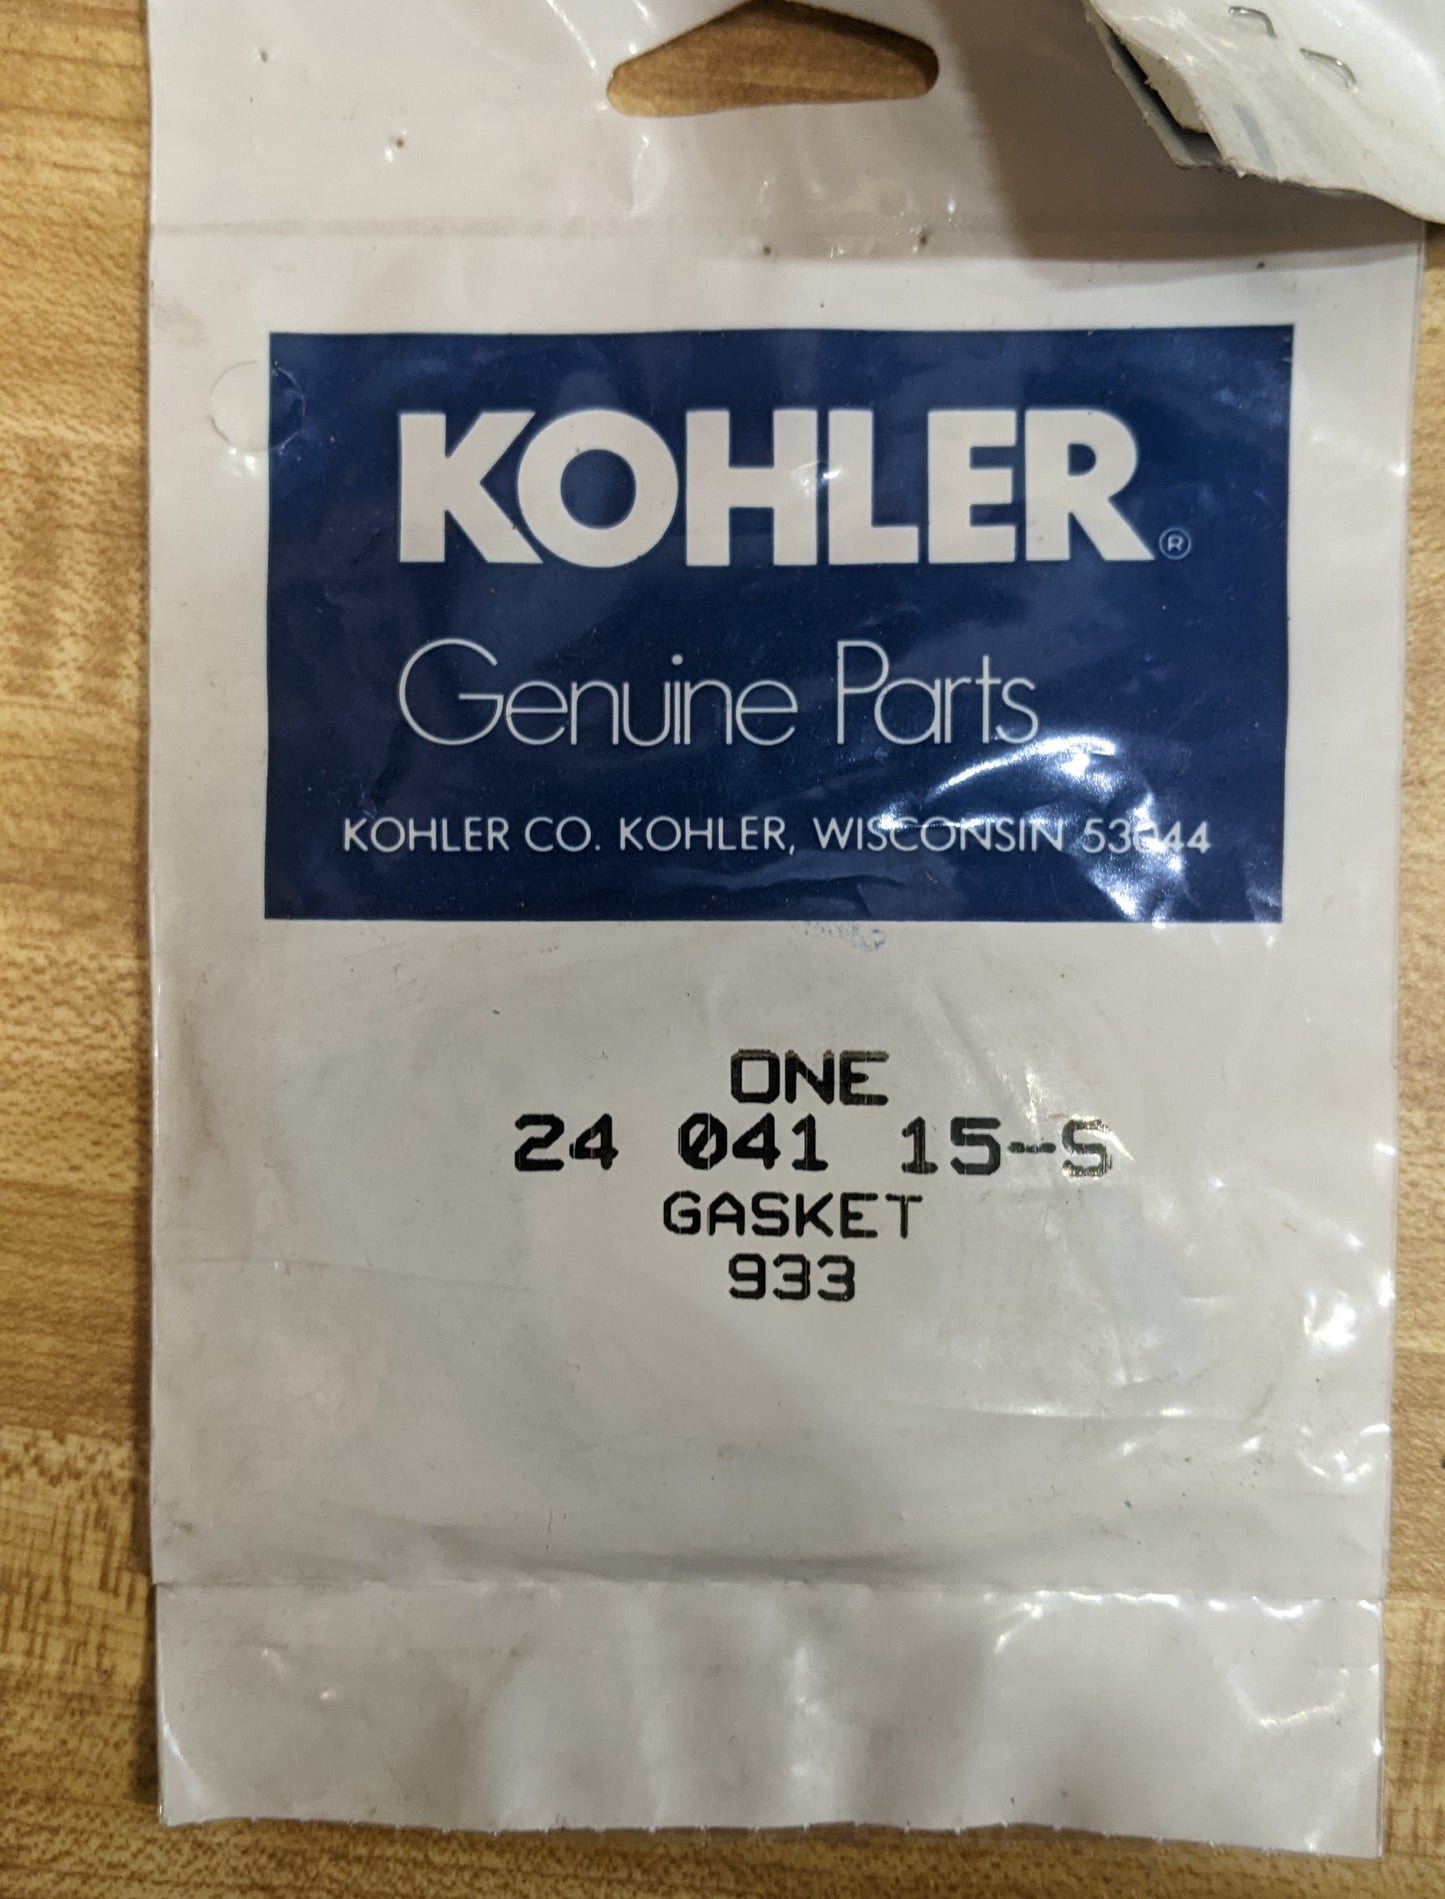 KOHLER®
Genuine Parts
KOHLER CO. KOHLER, WISCONSIN 53044
ONE
24 041 15-S
GASKET
933